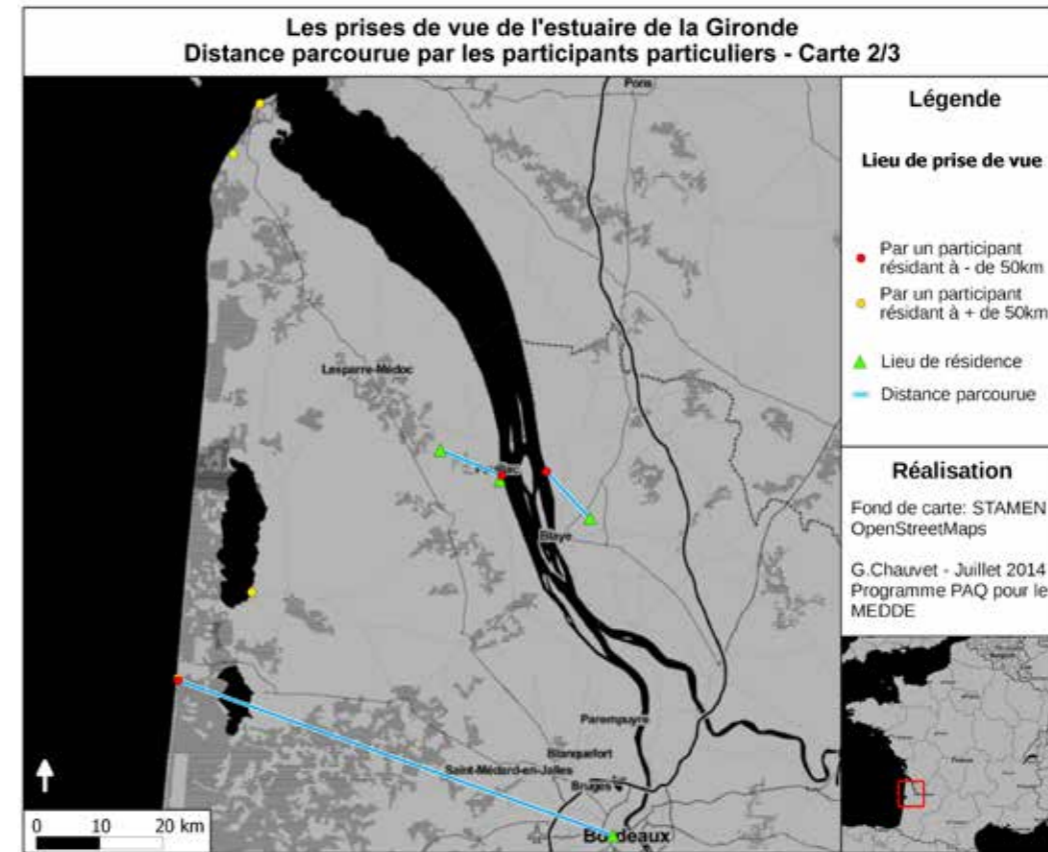 Les prises de vue de l'estuaire de la Gironde
Distance parcourue par les participants particuliers - Carte 2/3
Pons
Lesparre-Médoc
Blaye
Parempuyre
Blanquefort
Saint-Médard-en-Jalles
Bruges
Bordeaux
0 10 20 km
Légende
Lieu de prise de vue
Par un participant
résidant à - de 50km
Par un participant
résidant à + de 50km
Lieu de résidence
Distance parcourue
Réalisation
Fond de carte: STAMEN
OpenStreetMaps
G.Chauvet - Juillet 2014
Programme PAQ pour le
MEDDE